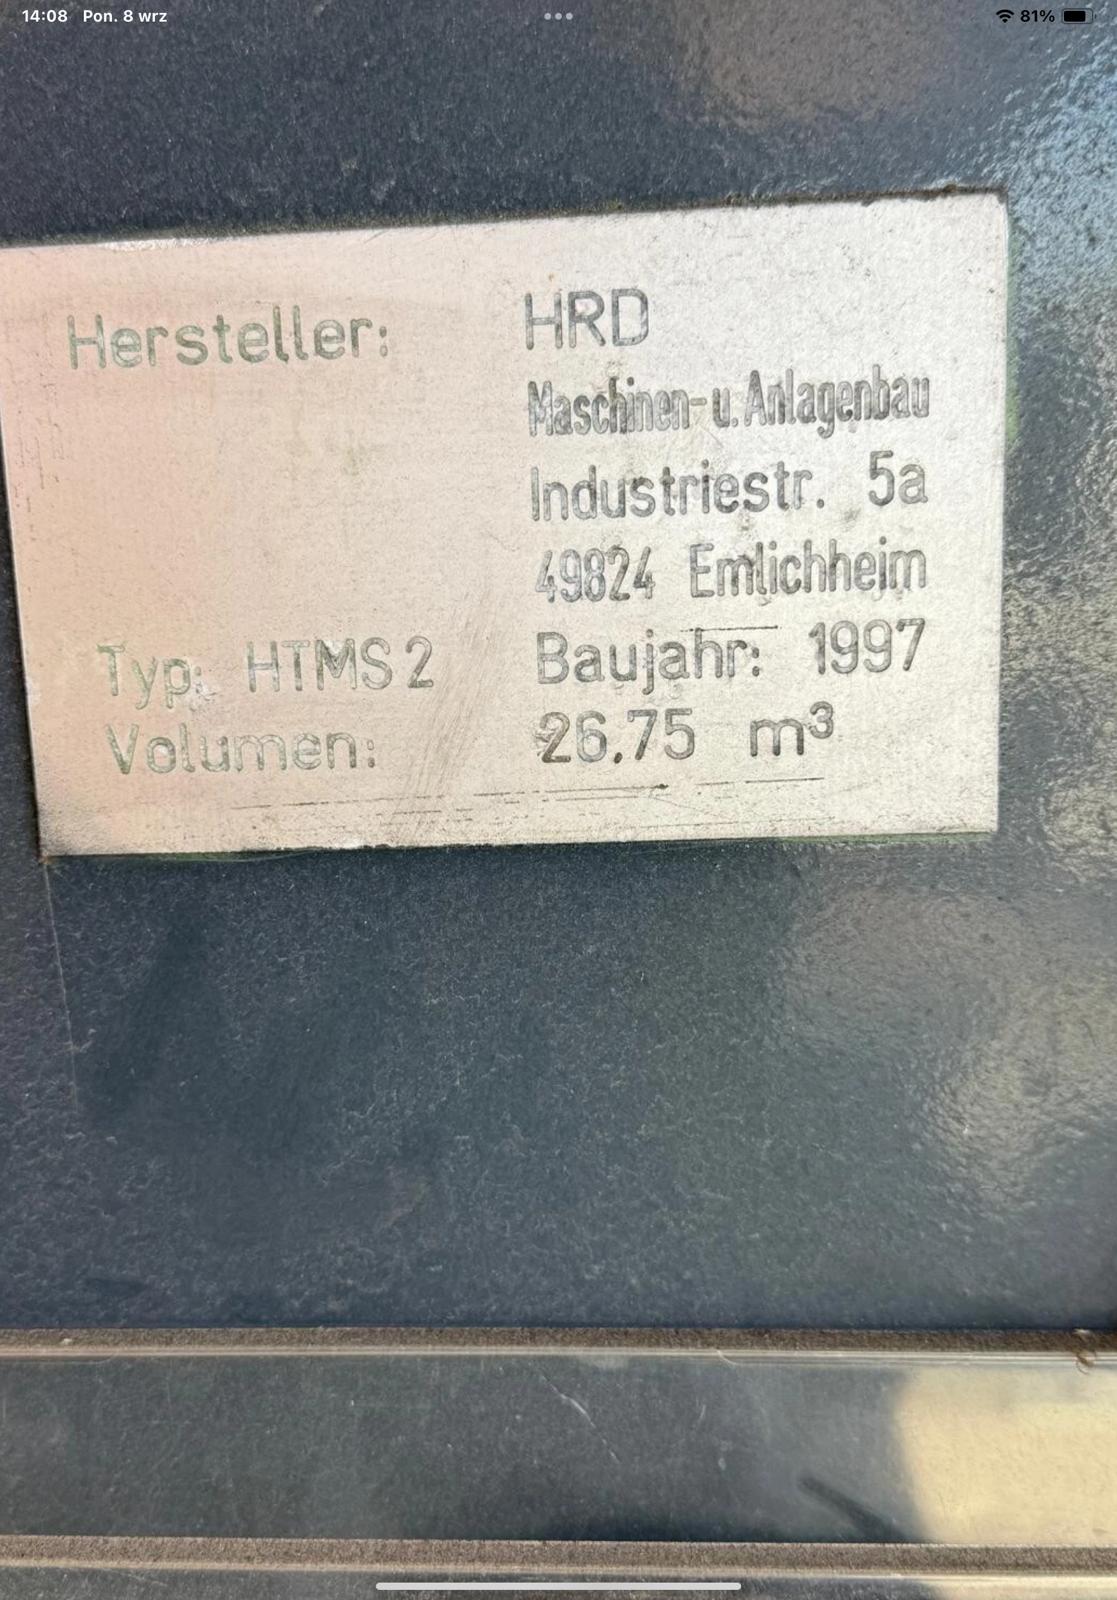 14:08 Pon. 8 wrz 81%
Hersteller: HRD
Maschinen- u. Anlagenbau
Industriestr. 5a
49824 Emlichheim
Typ: HTMS 2 Baujahr: 1997
Volumen: 26.75 m³